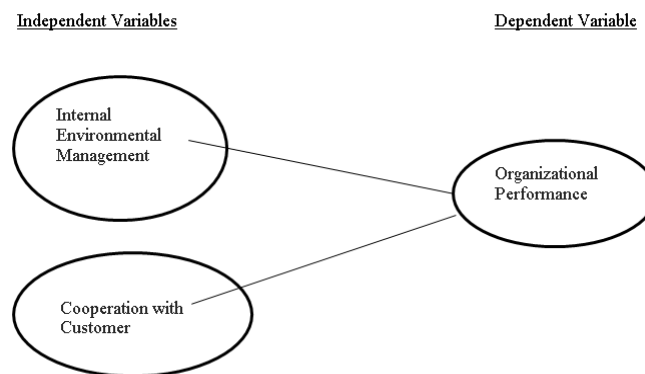 Independent Variables
Dependent Variable
Internal
Environmental
Management
Organizational
Performance
Cooperation with
Customer